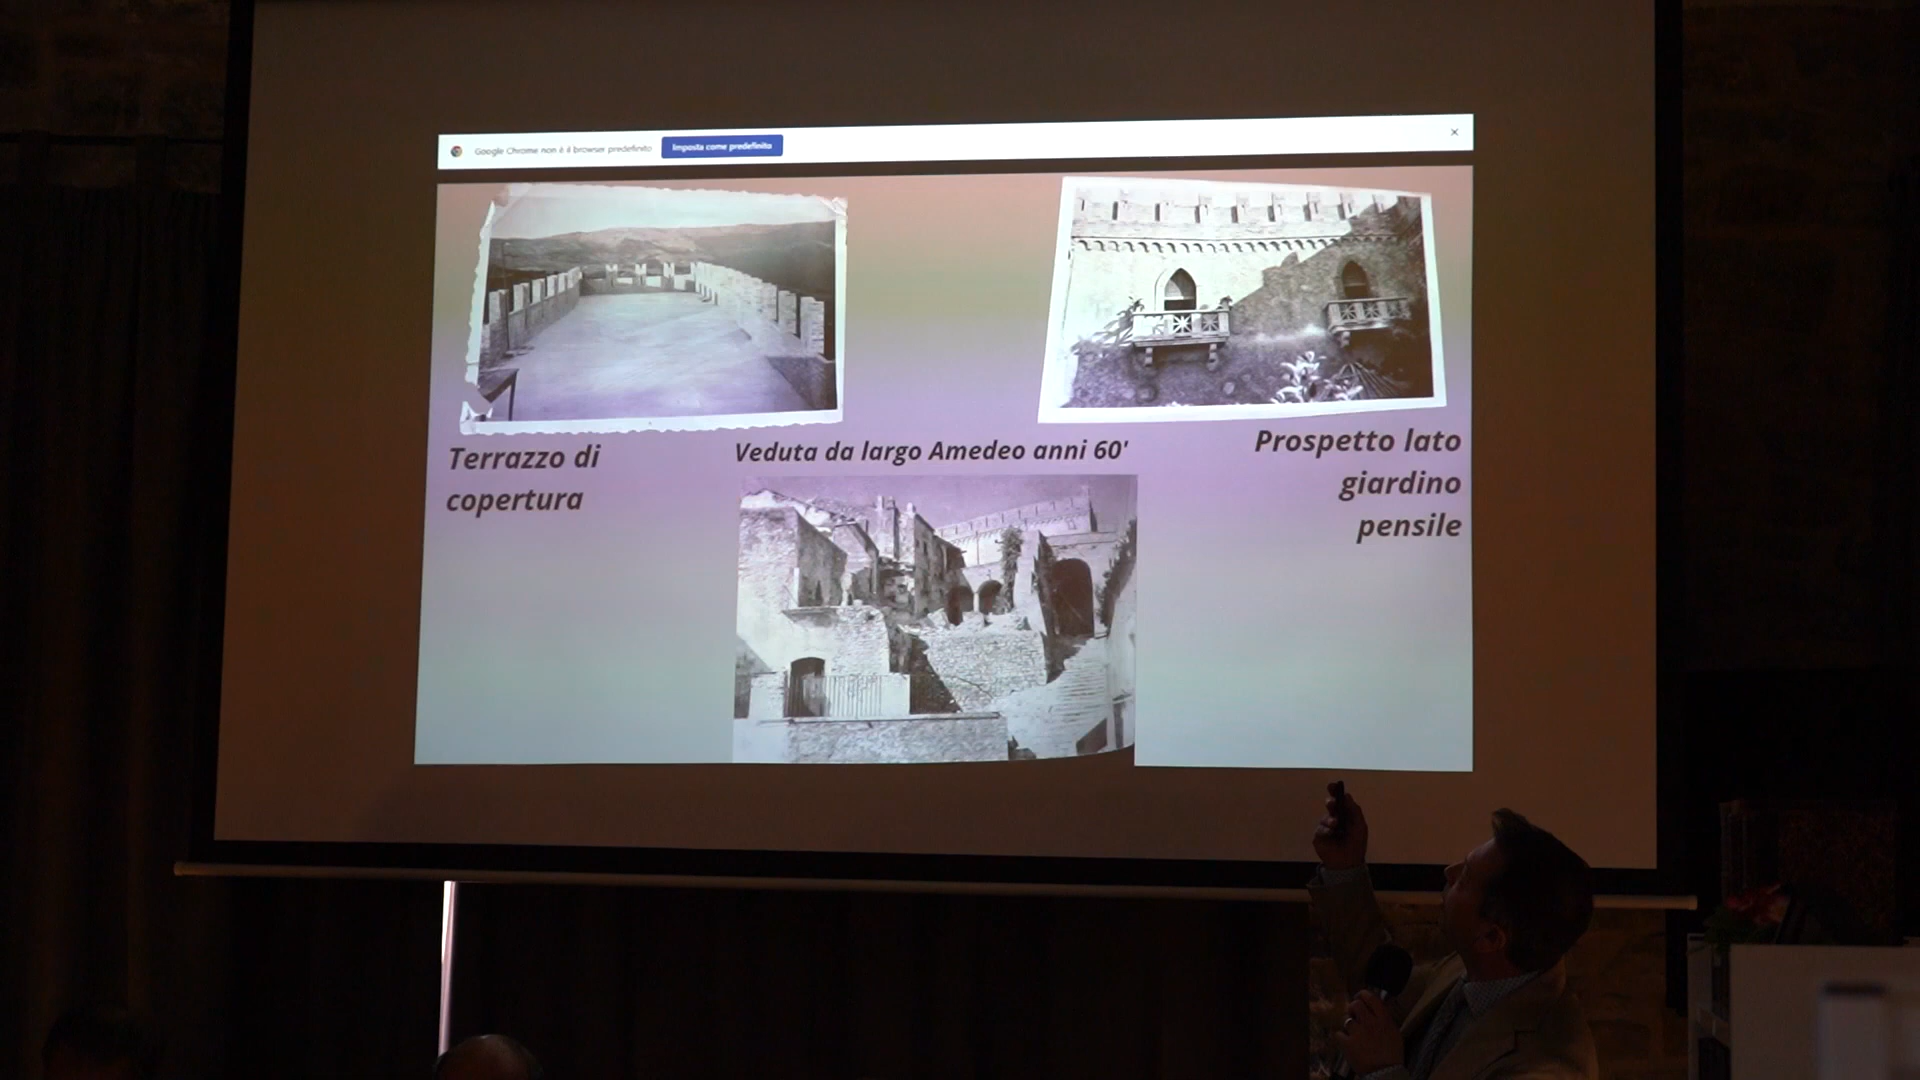 Google Chrome non è il browser predefinito
Imposta come predefinito
Terrazzo di
copertura
Veduta da largo Amedeo anni 60'
Prospetto lato
giardino
pensile